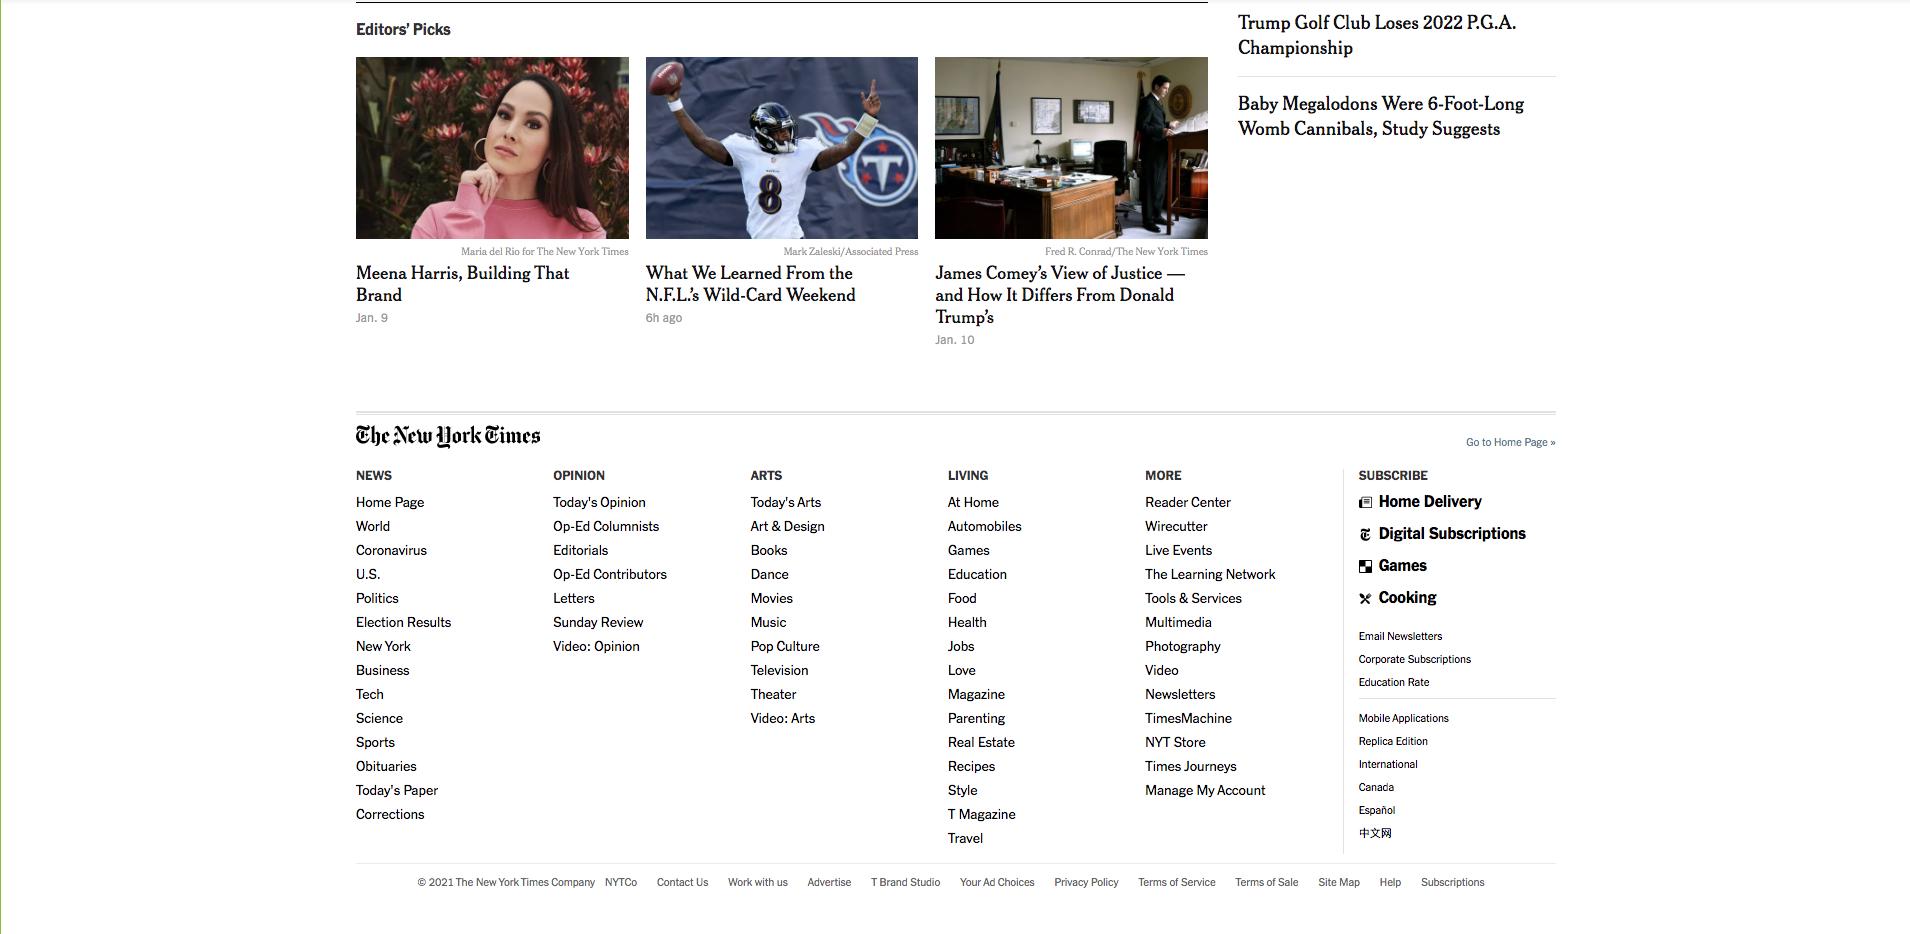 Editors' Picks
8
T
Maria del Rio for The New York Times
Meena Harris, Building That
Brand
Jan. 9
Mark Zaleski/Associated Press
What We Learned From the
N.F.L.'s Wild-Card Weekend
6h ago
Fred R. Conrad/The New York Times
James Comey's View of Justice —
and How It Differs From Donald
Trump's
Jan. 10
Trump Golf Club Loses 2022 P.G.A.
Championship
Baby Megalodons Were 6-Foot-Long
Womb Cannibals, Study Suggests
The New York Times
Go to Home Page »
NEWS
Home Page
World
Coronavirus
U.S.
Politics
Election Results
New York
Business
Tech
Science
Sports
Obituaries
Today's Paper
Corrections
OPINION
Today's Opinion
Op-Ed Columnists
Editorials
Op-Ed Contributors
Letters
Sunday Review
Video: Opinion
ARTS
Today's Arts
Art & Design
Books
Dance
Movies
Music
Pop Culture
Television
Theater
Video: Arts
LIVING
At Home
Automobiles
Games
Education
Food
Health
Jobs
Love
Magazine
Parenting
Real Estate
Recipes
Style
T Magazine
Travel
MORE
Reader Center
Wirecutter
Live Events
The Learning Network
Tools & Services
Multimedia
Photography
Video
Newsletters
TimesMachine
NYT Store
Times Journeys
Manage My Account
SUBSCRIBE
Home Delivery
Digital Subscriptions
Games
Cooking
Email Newsletters
Corporate Subscriptions
Education Rate
Mobile Applications
Replica Edition
International
Canada
Español
中文网
© 2021 The New York Times Company NYTCo Contact Us Work with us Advertise T Brand Studio Your Ad Choices Privacy Policy Terms of Service Terms of Sale Site Map Help Subscriptions